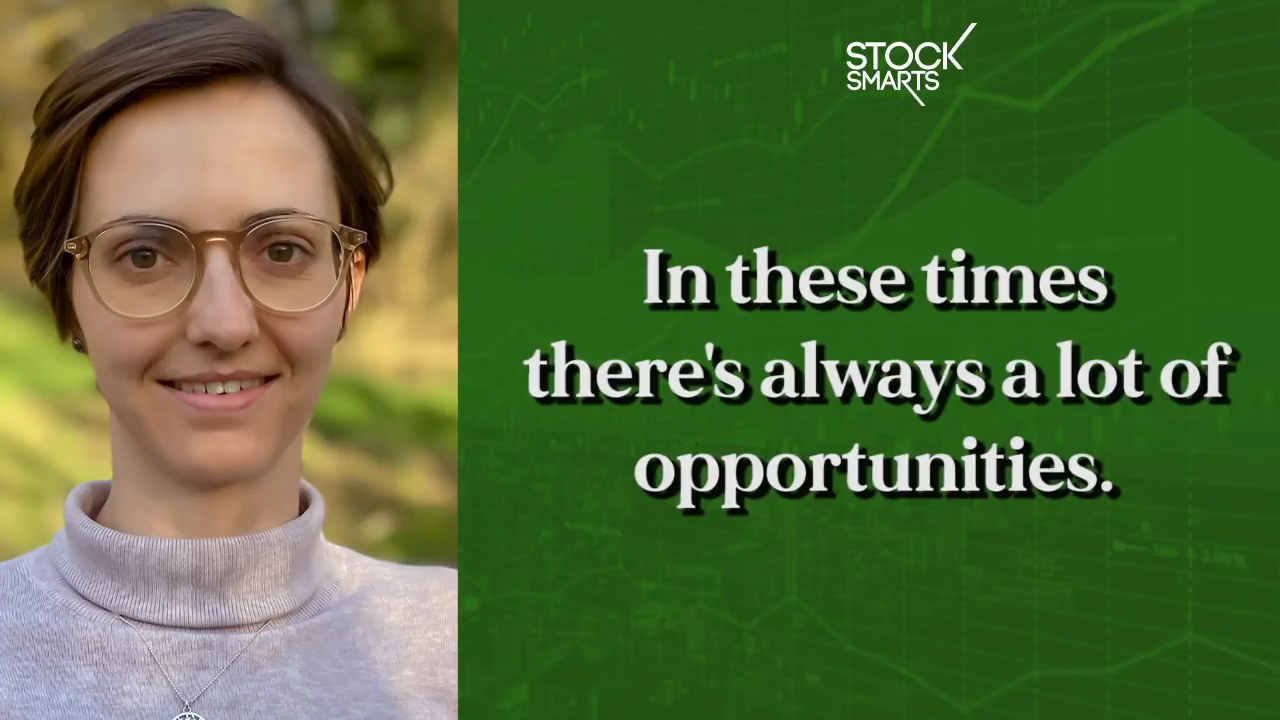 STOCK
SMARTS
In these times
there's always a lot of
opportunities.